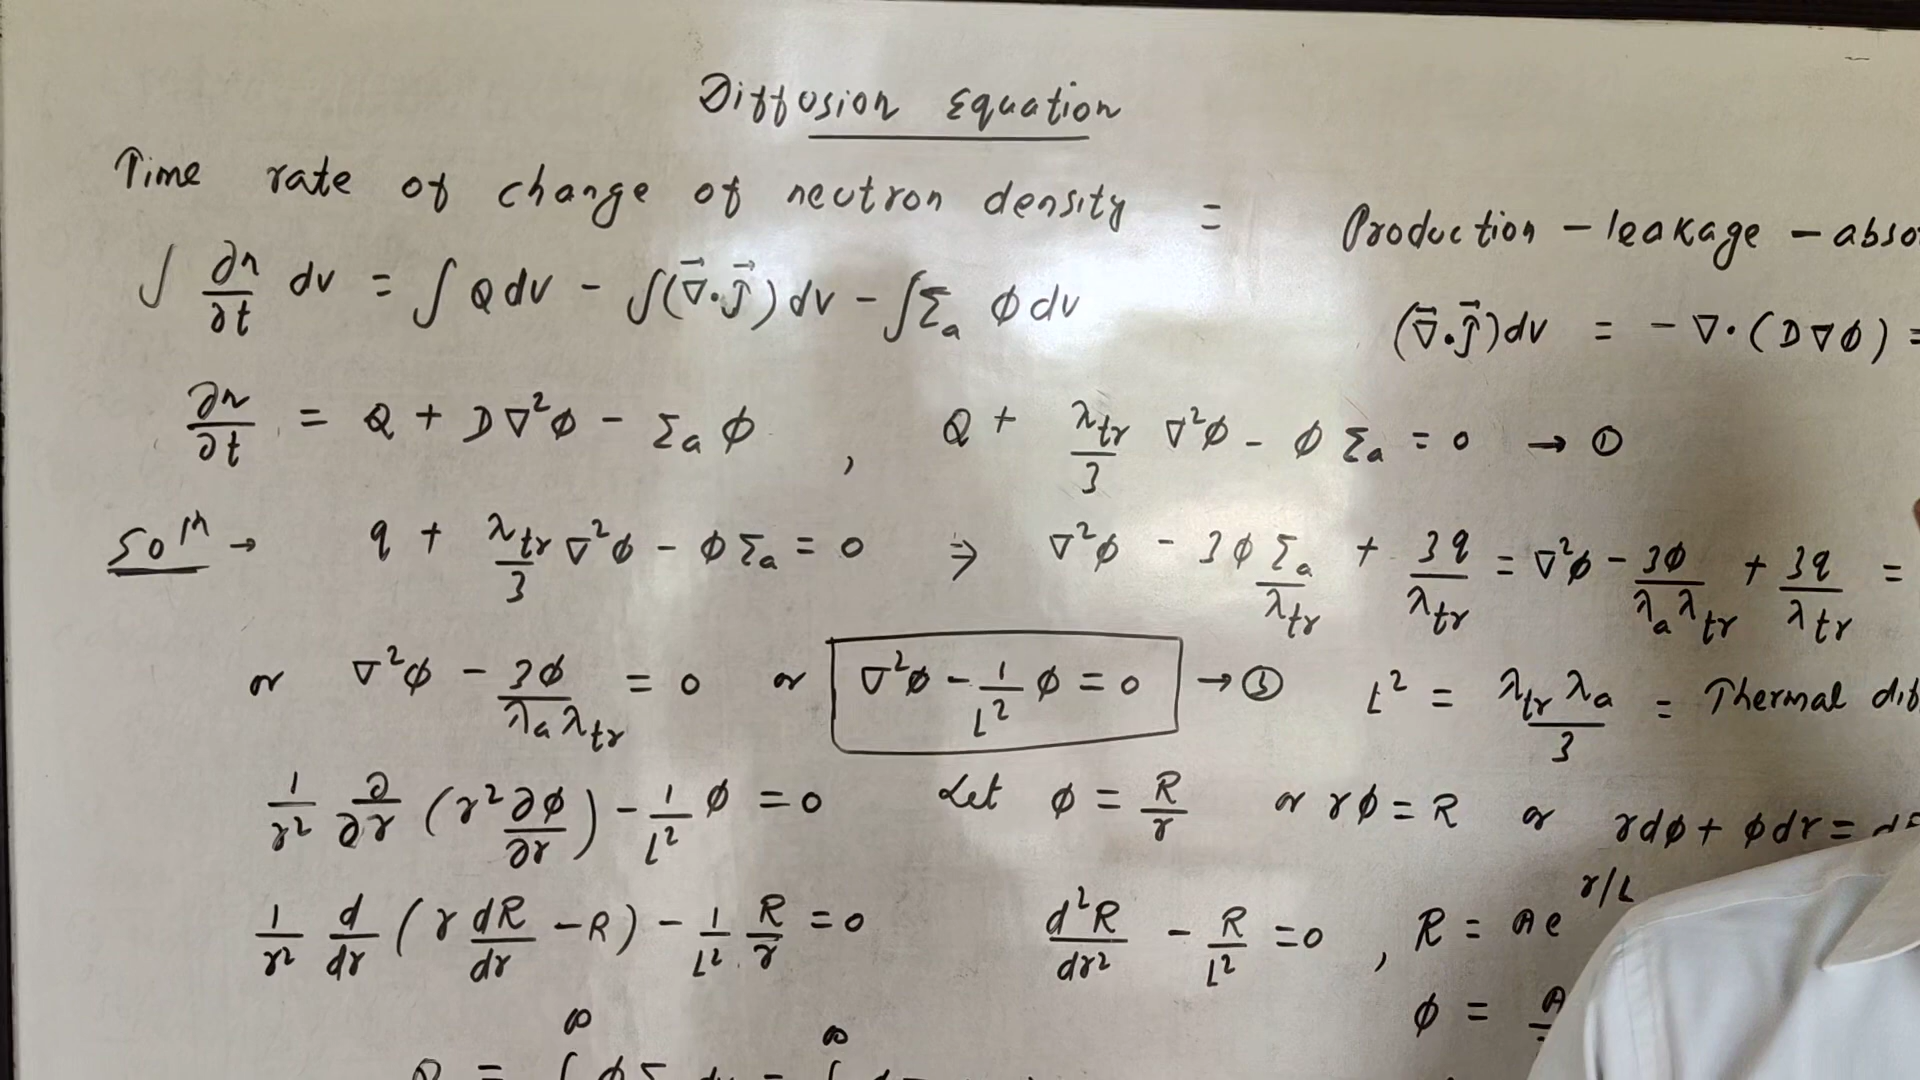 Diffusion Equation
Time rate of change of neutron density = Production - leakage - abso
∫ ∂n/∂t dv = ∫ Q dv - ∫(∇⃗·J⃗) dv - ∫Σₐ ϕ dv
(∇⃗·J⃗)dv = - ∇·(D∇ϕ) =
∂n/∂t = Q + D∇²ϕ - Σₐ ϕ , Q + λtr/3 ∇²ϕ - ϕ Σₐ = 0 → ①
Solⁿ → q + λtr/3 ∇²ϕ - ϕ Σₐ = 0 ⇒ ∇²ϕ - 3ϕ Σₐ/λtr + 3q/λtr = ∇²ϕ - 3ϕ/λₐλtr + 3q/λtr =
or ∇²ϕ - 3ϕ/λₐλtr = 0 or ∇²ϕ - 1/L² ϕ = 0 → ③ L² = λtr λₐ/3 = Thermal dif
1/r² ∂/∂r (r² ∂ϕ/∂r) - 1/L² ϕ = 0 Let ϕ = R/r or rϕ = R or rdϕ + ϕdr =
1/r² d/dr (r dR/dr - R) - 1/L² R/r = 0 d²R/dr² - R/L² = 0 , R = Ae^r/L
ϕ = A